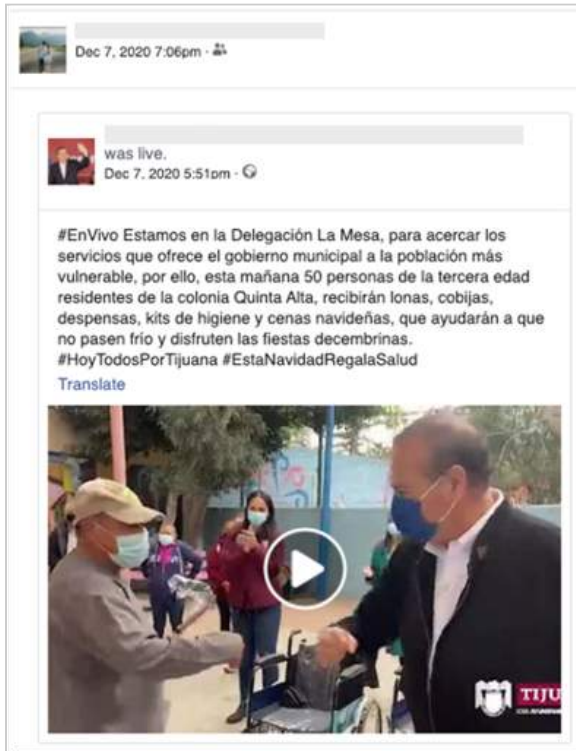 Dec 7, 2020 7:06pm ·
was live.
Dec 7, 2020 5:51pm ·
#EnVivo Estamos en la Delegación La Mesa, para acercar los
servicios que ofrece el gobierno municipal a la población más
vulnerable, por ello, esta mañana 50 personas de la tercera edad
residentes de la colonia Quinta Alta, recibirán lonas, cobijas,
despensas, kits de higiene y cenas navideñas, que ayudarán a que
no pasen frío y disfruten las fiestas decembrinas.
#HoyTodosPorTijuana #EstaNavidadRegalaSalud
Translate
TIJU